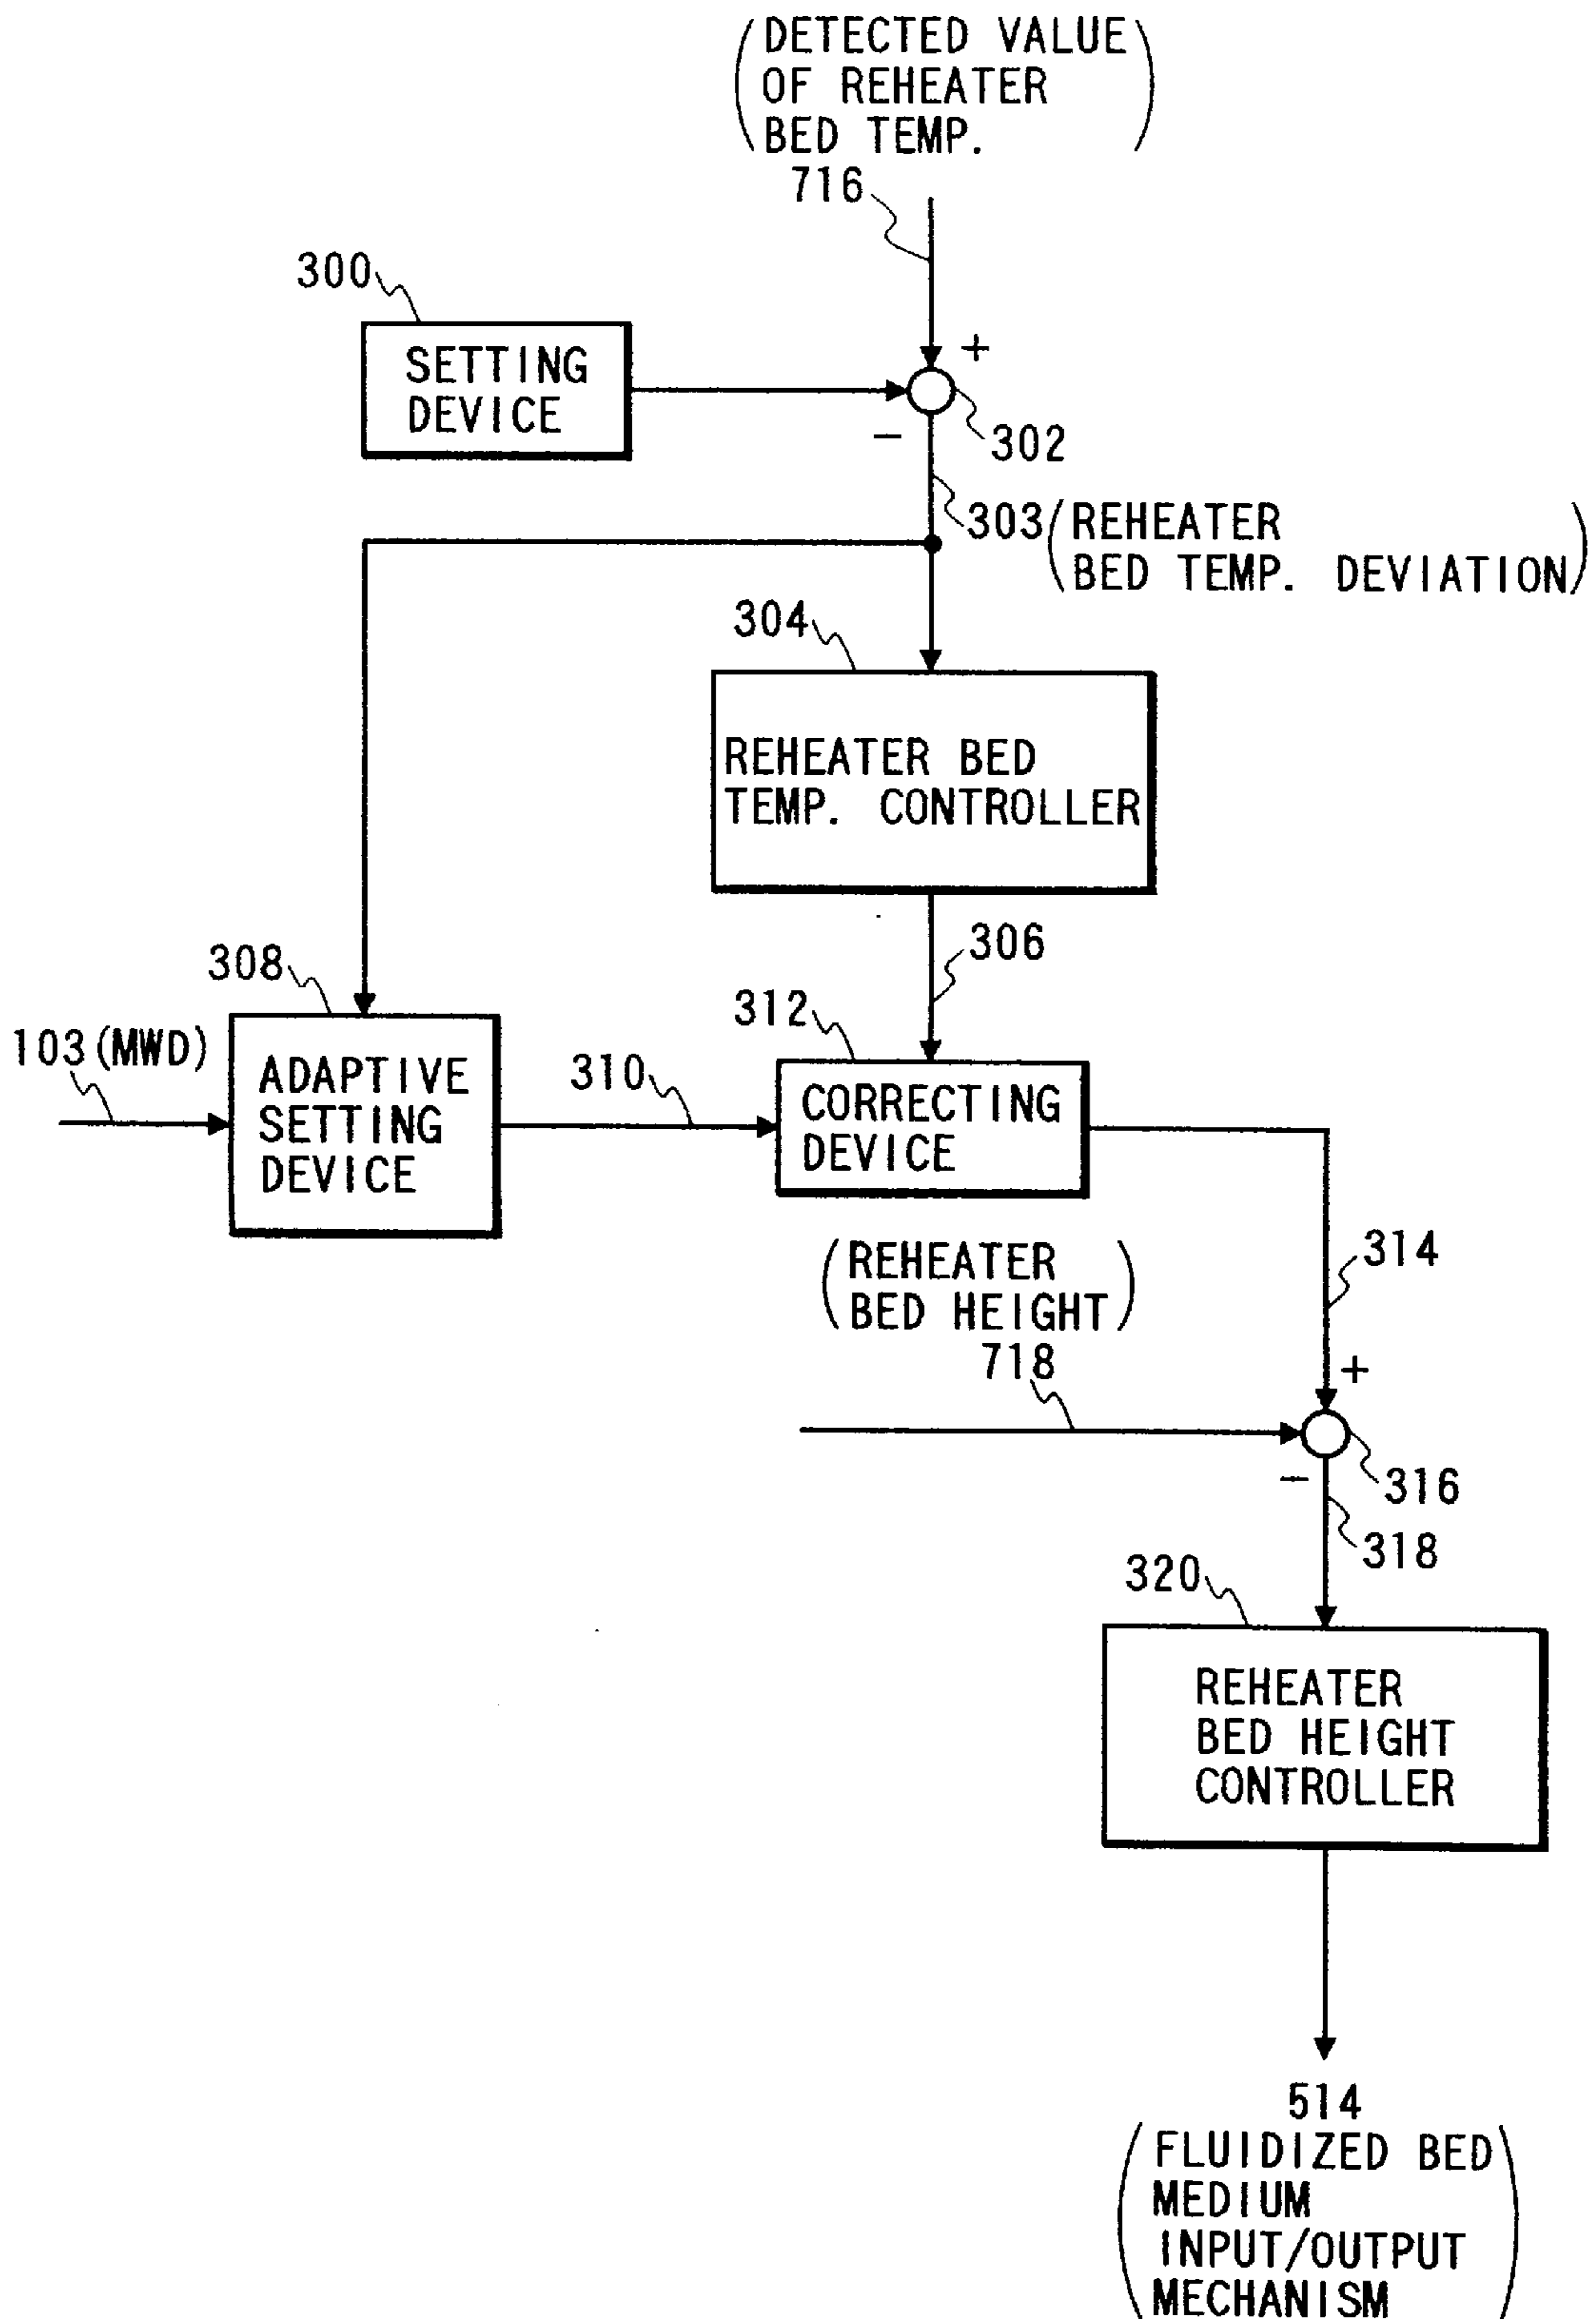 (DETECTED VALUE
OF REHEATER
BED TEMP.)
716
300
SETTING
DEVICE
+
−
302
303 (REHEATER
BED TEMP. DEVIATION)
304
REHEATER BED
TEMP. CONTROLLER
306
308
312
103 (MWD)
ADAPTIVE
SETTING
DEVICE
310
CORRECTING
DEVICE
314
(REHEATER
BED HEIGHT)
718
+
−
316
318
320
REHEATER
BED HEIGHT
CONTROLLER
514
(FLUIDIZED BED
MEDIUM
INPUT/OUTPUT
MECHANISM